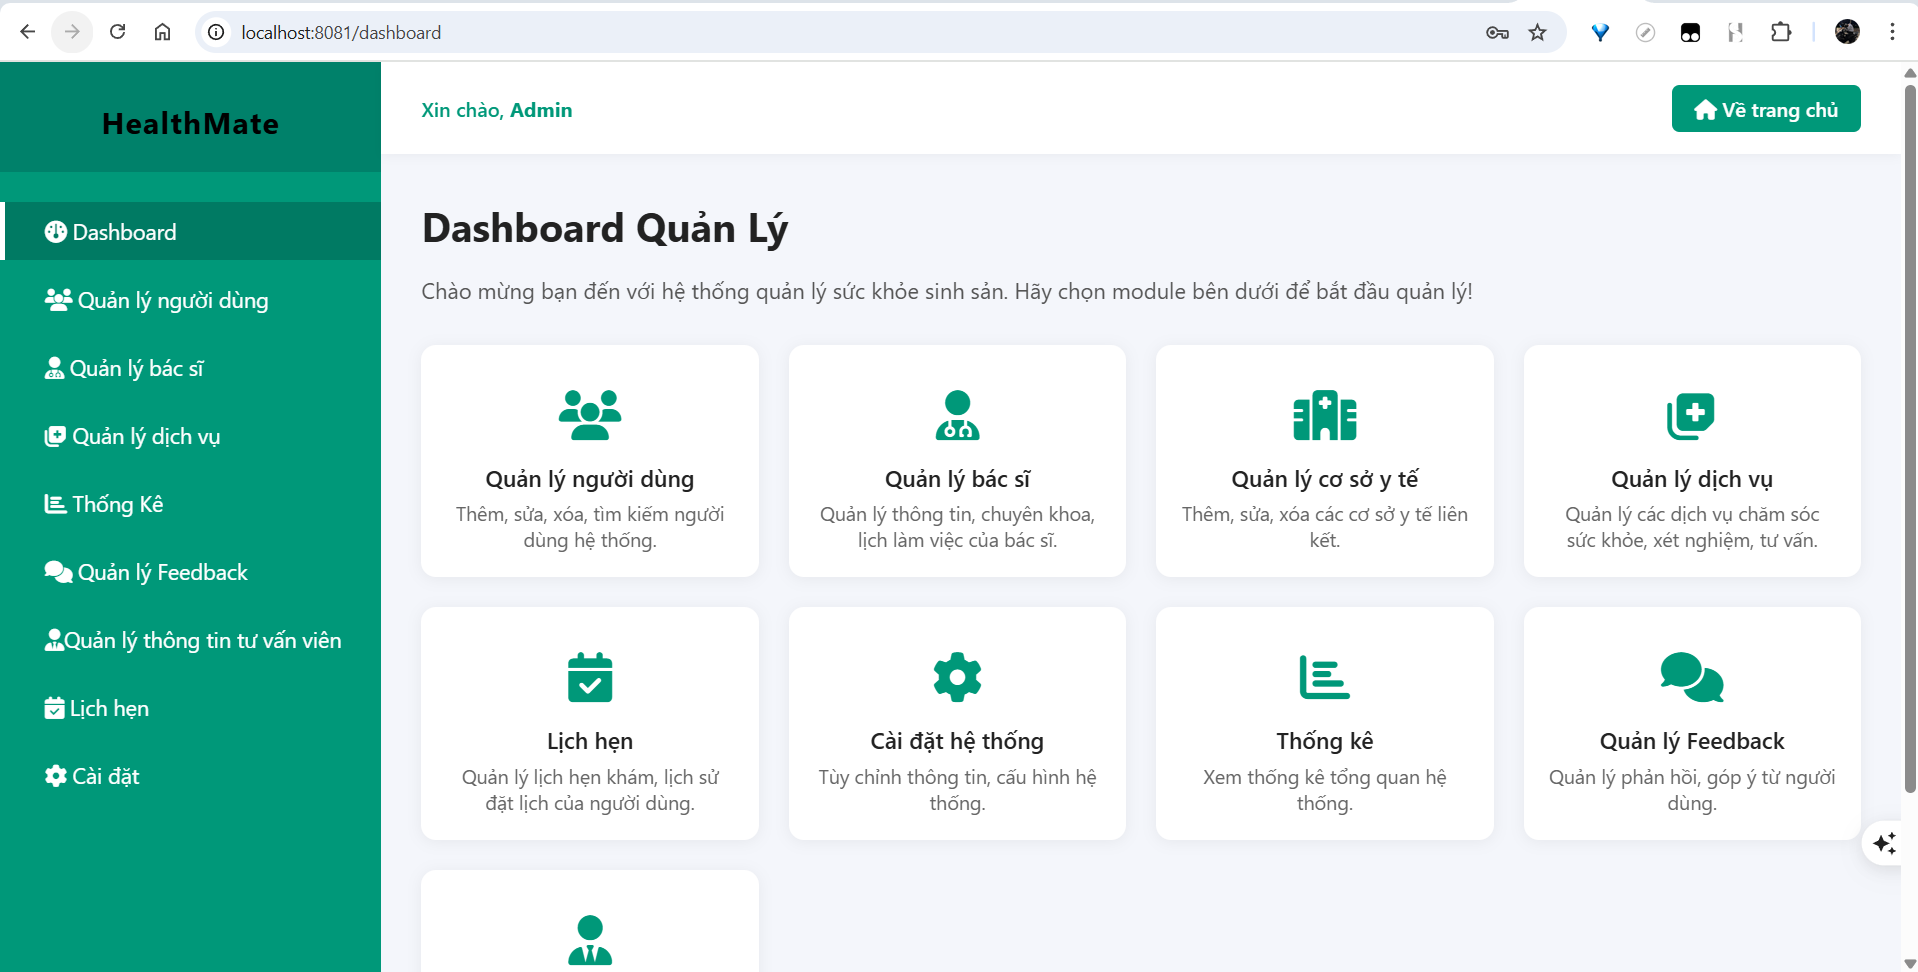 localhost:8081/dashboard
HealthMate
Dashboard
Quản lý người dùng
Quản lý bác sĩ
Quản lý dịch vụ
Thống Kê
Quản lý Feedback
Quản lý thông tin tư vấn viên
Lịch hẹn
Cài đặt
Xin chào, Admin
Về trang chủ
Dashboard Quản Lý
Chào mừng bạn đến với hệ thống quản lý sức khỏe sinh sản. Hãy chọn module bên dưới để bắt đầu quản lý!
Quản lý người dùng
Thêm, sửa, xóa, tìm kiếm người
dùng hệ thống.
Quản lý bác sĩ
Quản lý thông tin, chuyên khoa,
lịch làm việc của bác sĩ.
Quản lý cơ sở y tế
Thêm, sửa, xóa các cơ sở y tế liên
kết.
Quản lý dịch vụ
Quản lý các dịch vụ chăm sóc
sức khỏe, xét nghiệm, tư vấn.
Lịch hẹn
Quản lý lịch hẹn khám, lịch sử
đặt lịch của người dùng.
Cài đặt hệ thống
Tùy chỉnh thông tin, cấu hình hệ
thống.
Thống kê
Xem thống kê tổng quan hệ
thống.
Quản lý Feedback
Quản lý phản hồi, góp ý từ người
dùng.